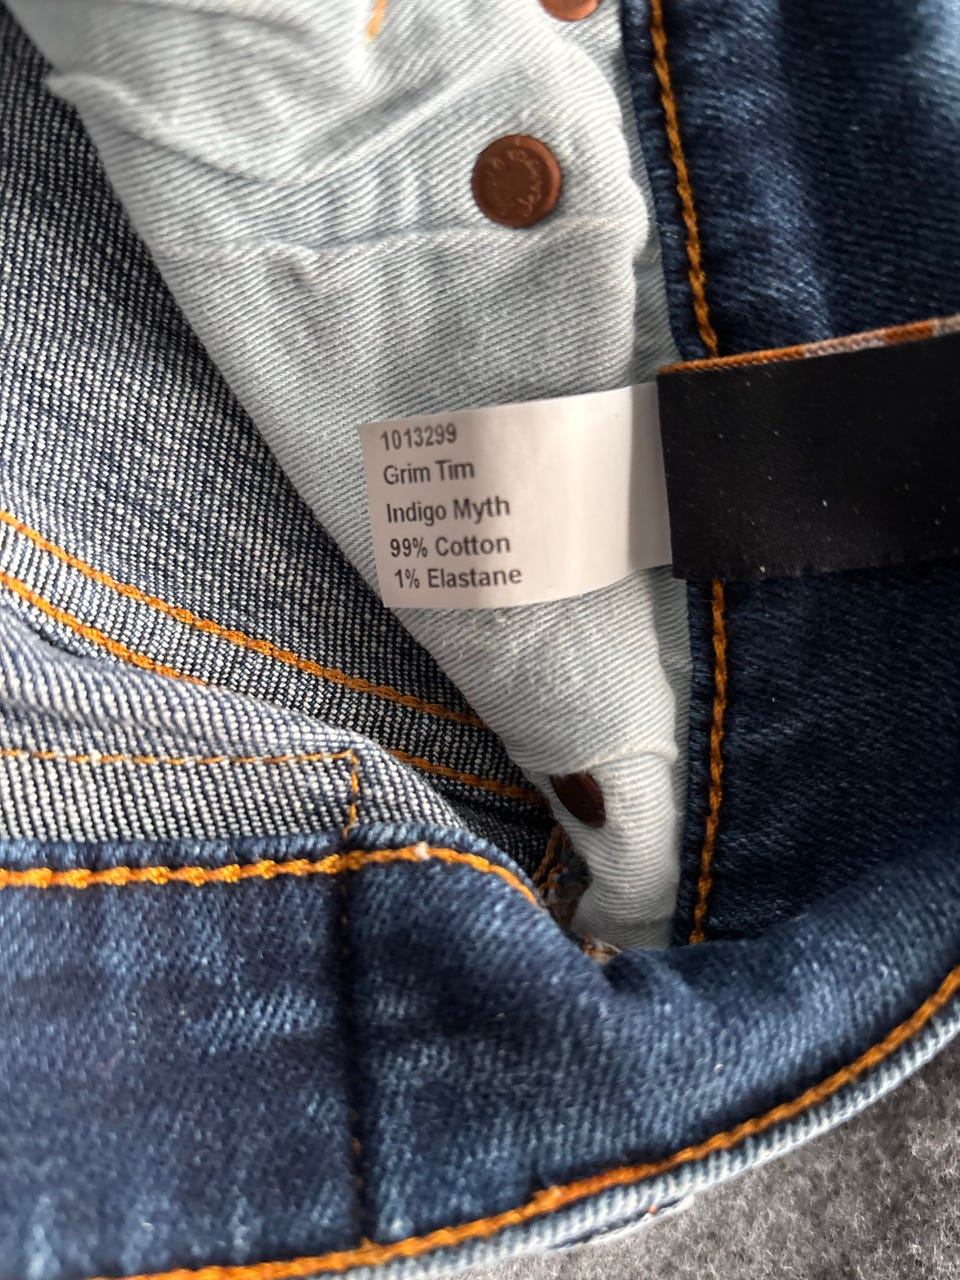 1013299
Grim Tim
Indigo Myth
99% Cotton
1% Elastane